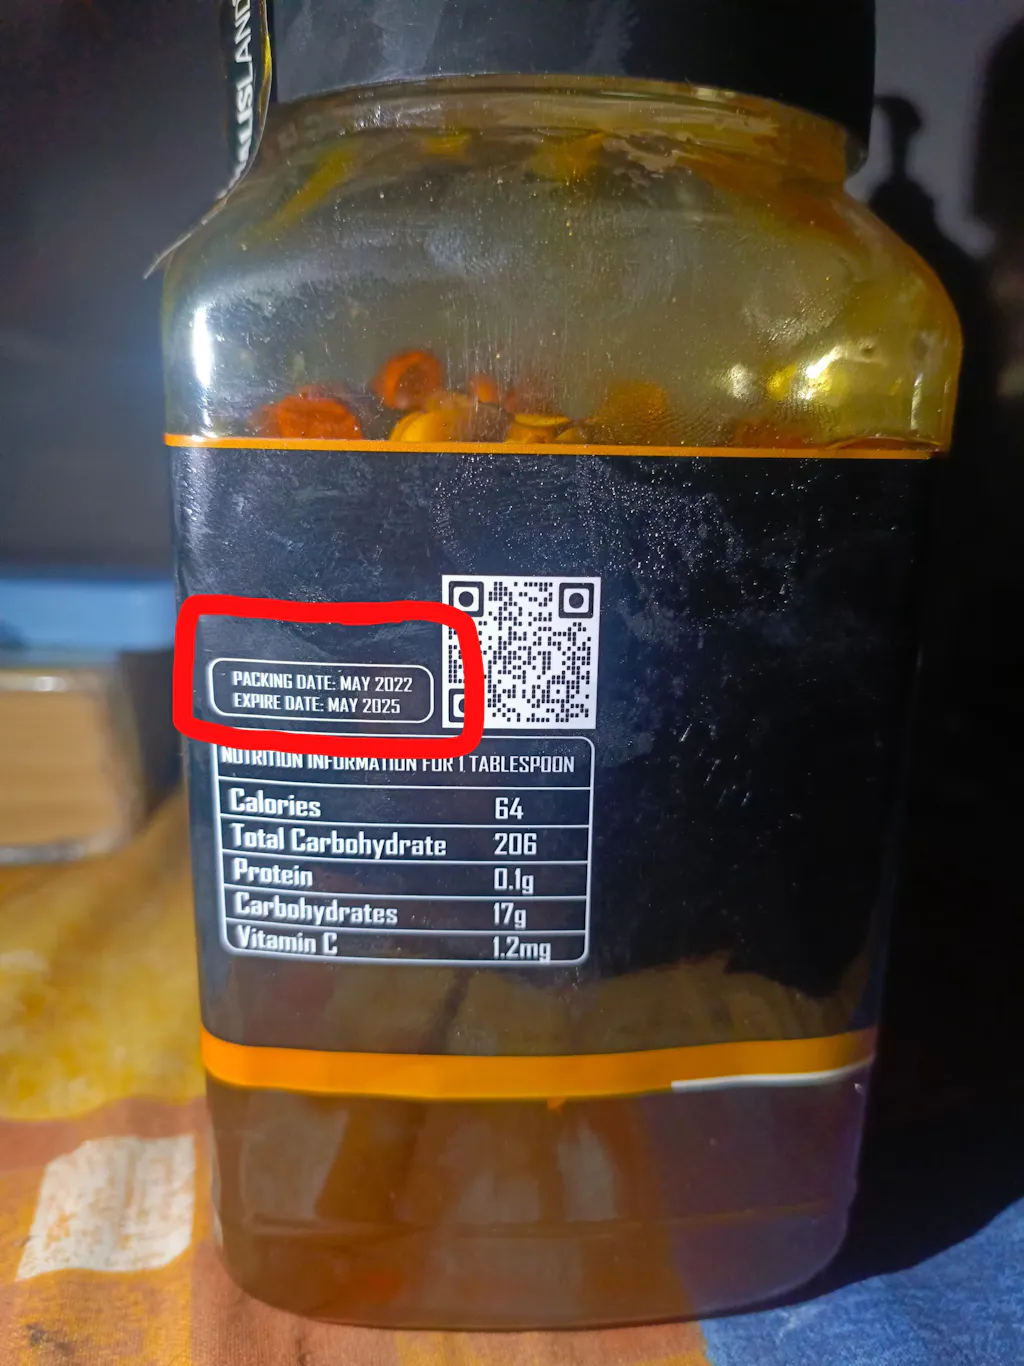 PACKING DATE: MAY 2022
EXPIRE DATE: MAY 2025
NUTRITION INFORMATION FOR 1 TABLESPOON
Calories 64
Total Carbohydrate 206
Protein 0.1g
Carbohydrates 17g
Vitamin C 1.2mg